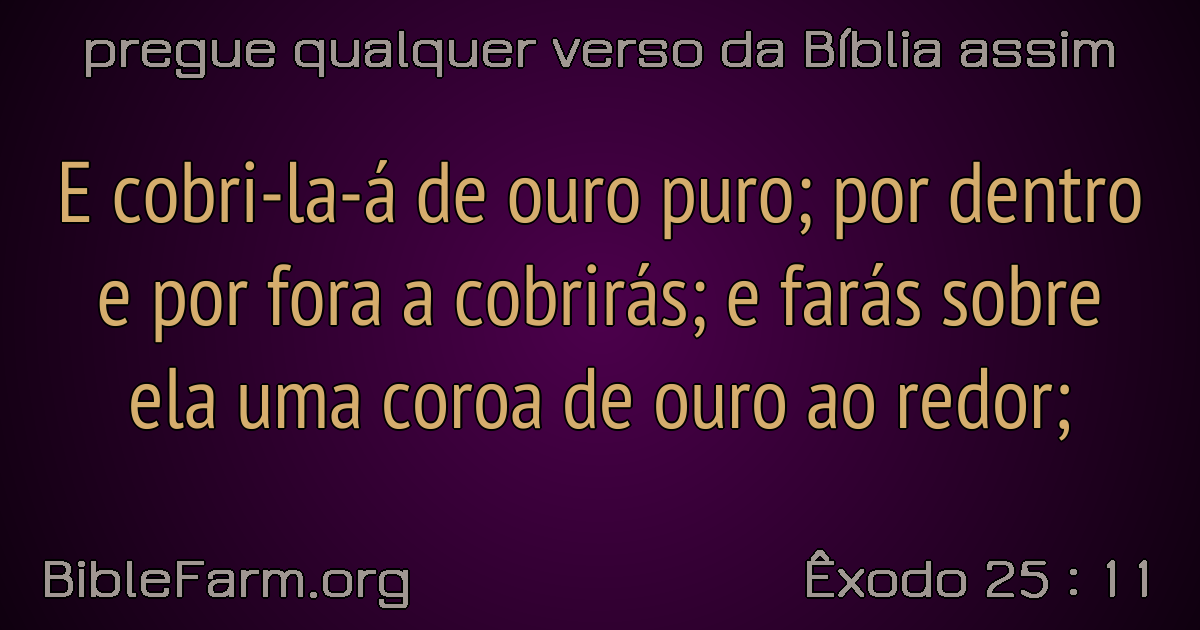 pregue qualquer verso da Bíblia assim
E cobri-la-á de ouro puro; por dentro
e por fora a cobrirás; e farás sobre
ela uma coroa de ouro ao redor;
BibleFarm.org
Êxodo 25 : 11